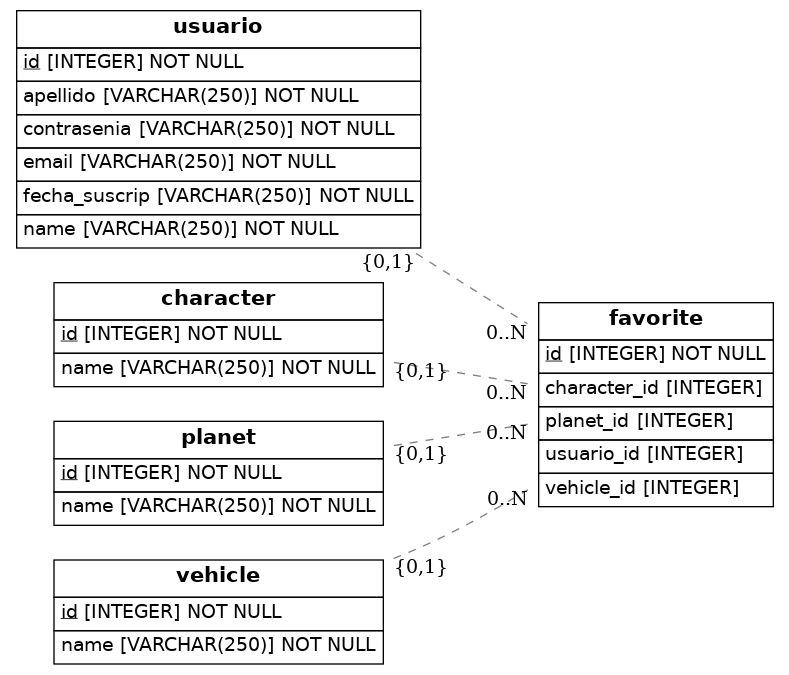 usuario
id [INTEGER] NOT NULL
apellido [VARCHAR(250)] NOT NULL
contrasenia [VARCHAR(250)] NOT NULL
email [VARCHAR(250)] NOT NULL
fecha_suscrip [VARCHAR(250)] NOT NULL
name [VARCHAR(250)] NOT NULL
{0,1}
0..N
character
id [INTEGER] NOT NULL
name [VARCHAR(250)] NOT NULL
{0,1}
0..N
planet
id [INTEGER] NOT NULL
name [VARCHAR(250)] NOT NULL
{0,1}
0..N
vehicle
id [INTEGER] NOT NULL
name [VARCHAR(250)] NOT NULL
{0,1}
0..N
favorite
id [INTEGER] NOT NULL
character_id [INTEGER]
planet_id [INTEGER]
usuario_id [INTEGER]
vehicle_id [INTEGER]